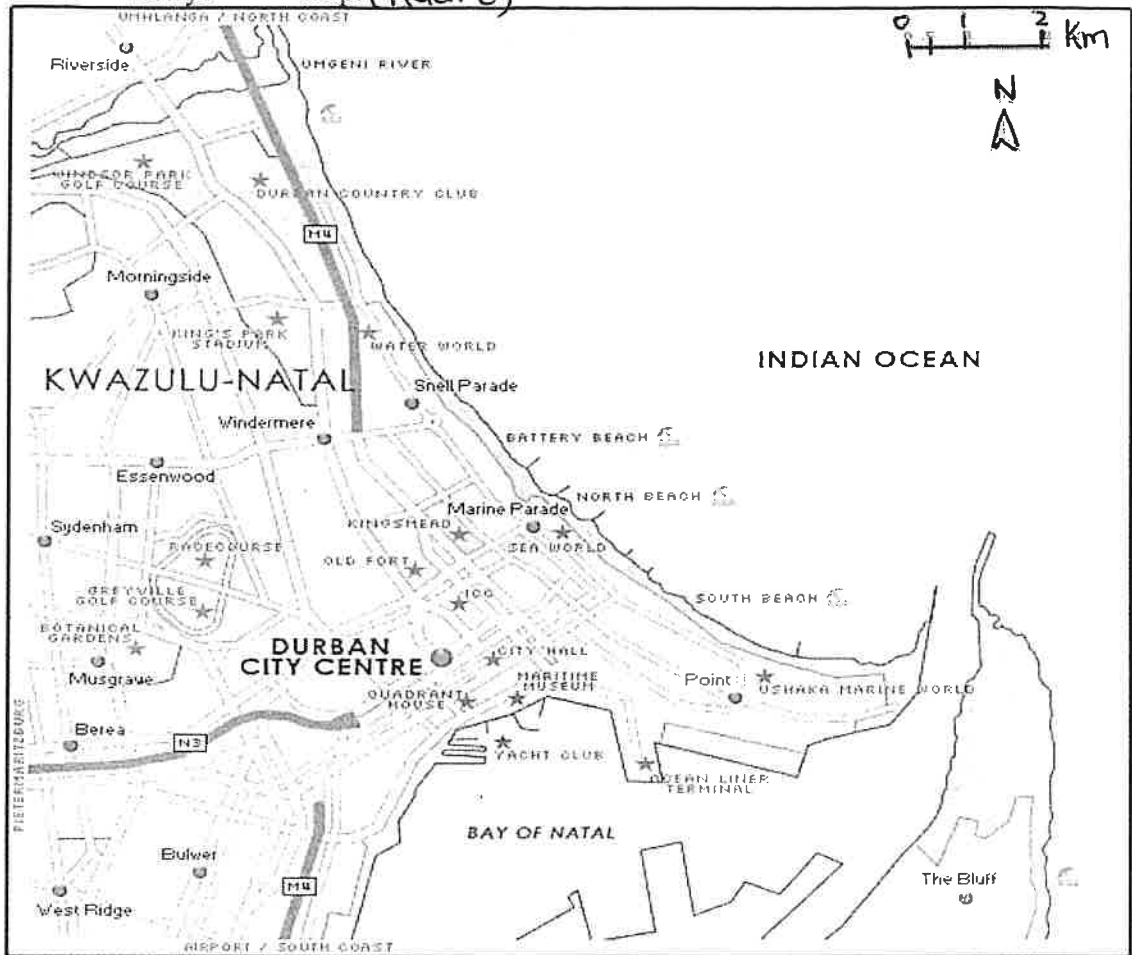 UMHLANGA / NORTH COAST
0 1 2 Km
Riverside
UMGENI RIVER
N
WINDSOR PARK
GOLF COURSE
DURBAN COUNTRY CLUB
M4
Morningside
KING'S PARK
STADIUM
WATER WORLD
INDIAN OCEAN
KWAZULU-NATAL
Snell Parade
Windermere
BATTERY BEACH
Essenwood
NORTH BEACH
Marine Parade
Sydenham
KINGSMEAD
SEA WORLD
RACECOURSE
OLD FORT
GREYVILLE
GOLF COURSE
ICC
SOUTH BEACH
BOTANICAL
GARDENS
DURBAN
CITY CENTRE
CITY HALL
Musgrave
MARITIME
MUSEUM
Point
USHAKA MARINE WORLD
QUADRANT
HOUSE
PIETERMARITZBURG
Berea
N3
YACHT CLUB
OCEAN LINER
TERMINAL
BAY OF NATAL
Bulwer
The Bluff
M4
West Ridge
AIRPORT / SOUTH COAST